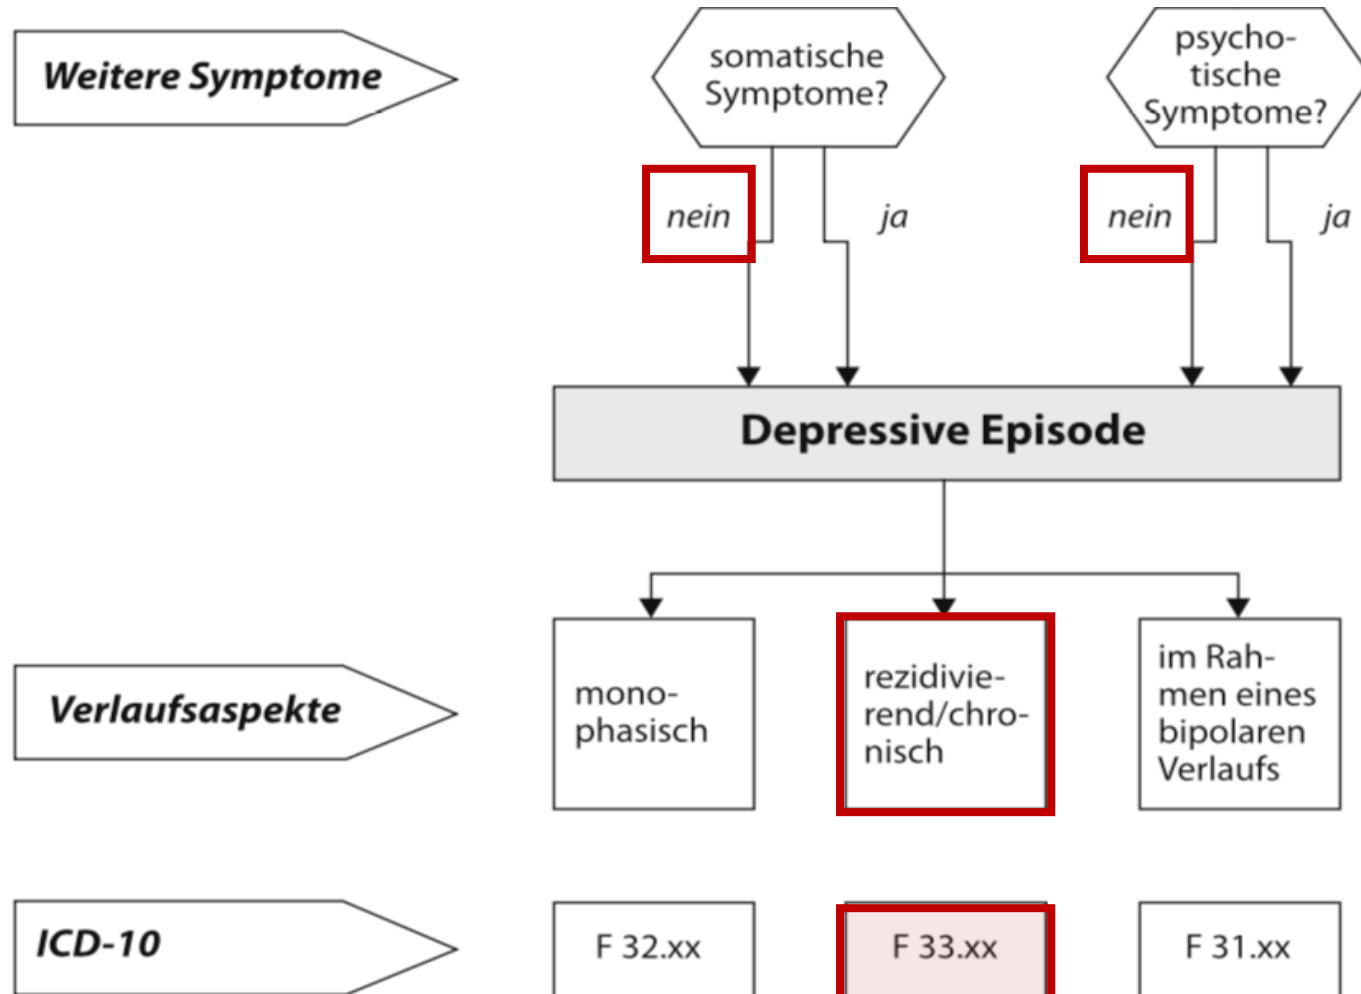 Weitere Symptome
somatische
Symptome?
psycho-
tische
Symptome?
nein
ja
nein
ja
Depressive Episode
Verlaufsaspekte
mono-
phasisch
rezidivie-
rend/chro-
nisch
im Rah-
men eines
bipolaren
Verlaufs
ICD-10
F 32.xx
F 33.xx
F 31.xx